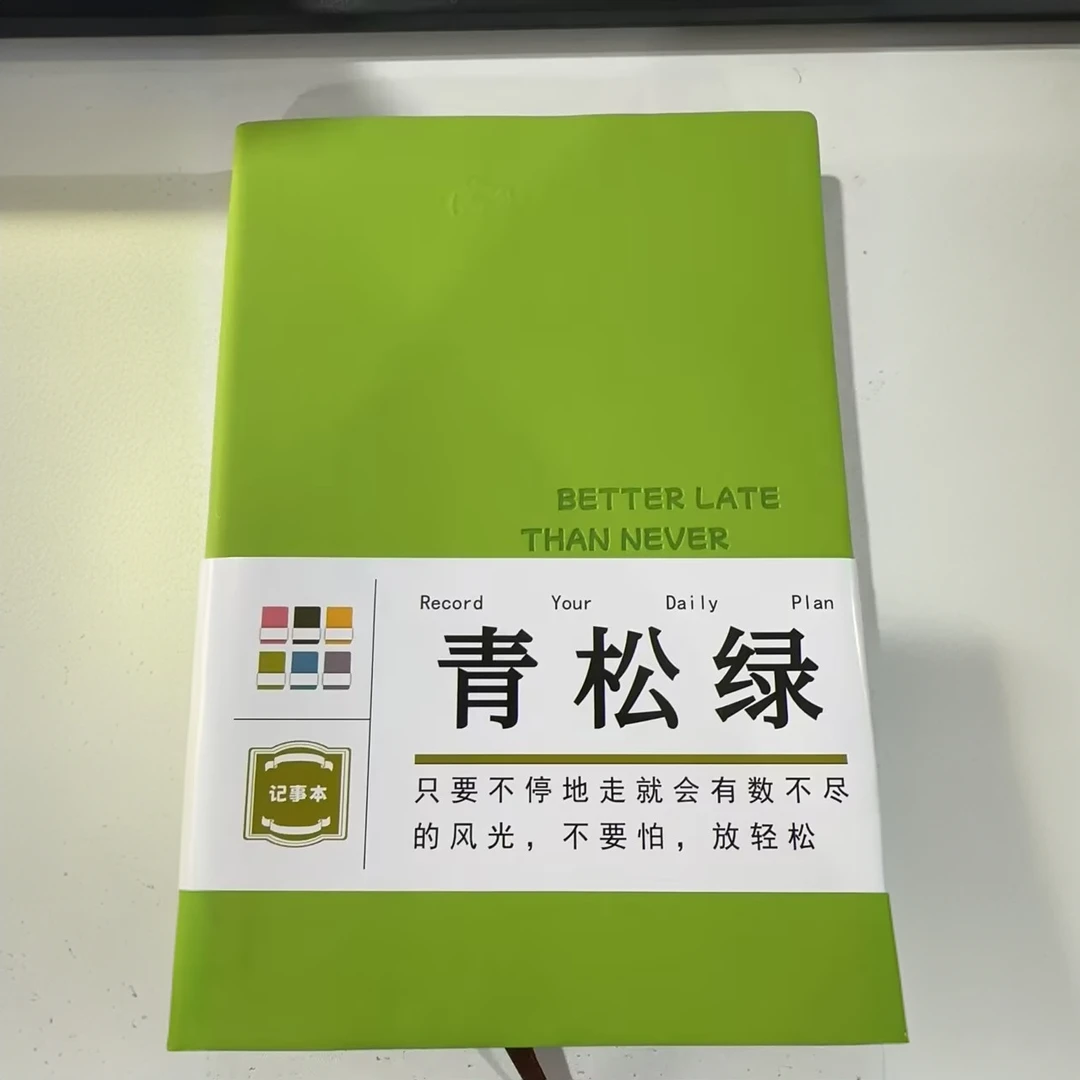 BETTER LATE
THAN NEVER
Record Your Daily Plan
青松绿
记事本
只要不停地走就会有数不尽
的风光，不要怕，放轻松